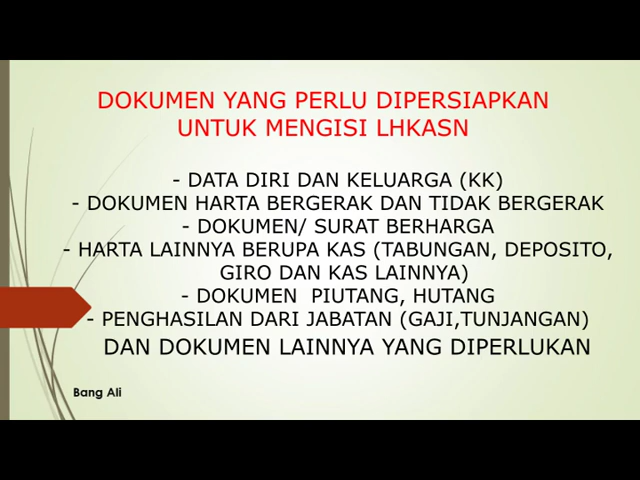 DOKUMEN YANG PERLU DIPERSIAPKAN
UNTUK MENGISI LHKASN
- DATA DIRI DAN KELUARGA (KK)
- DOKUMEN HARTA BERGERAK DAN TIDAK BERGERAK
- DOKUMEN/ SURAT BERHARGA
- HARTA LAINNYA BERUPA KAS (TABUNGAN, DEPOSITO,
GIRO DAN KAS LAINNYA)
- DOKUMEN  PIUTANG, HUTANG
- PENGHASILAN DARI JABATAN (GAJI,TUNJANGAN)
DAN DOKUMEN LAINNYA YANG DIPERLUKAN
Bang Ali